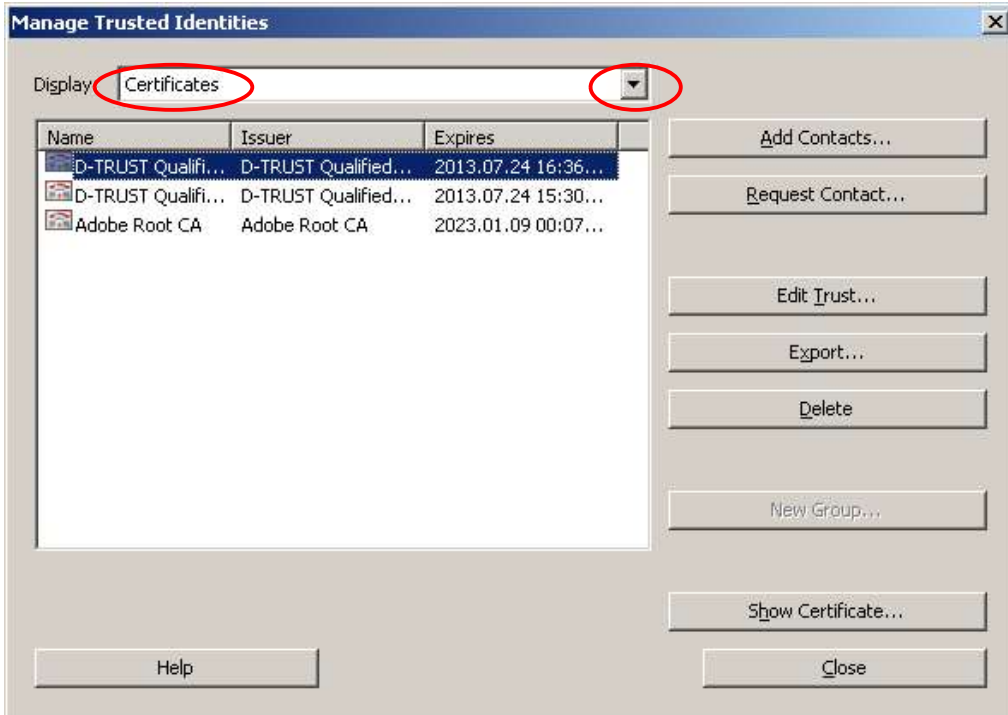 Manage Trusted Identities
Display Certificates
Name Issuer Expires
D-TRUST Qualifi... D-TRUST Qualified... 2013.07.24 16:36...
D-TRUST Qualifi... D-TRUST Qualified... 2013.07.24 15:30...
Adobe Root CA Adobe Root CA 2023.01.09 00:07...
Add Contacts...
Request Contact...
Edit Trust...
Export...
Delete
New Group...
Show Certificate...
Help
Close